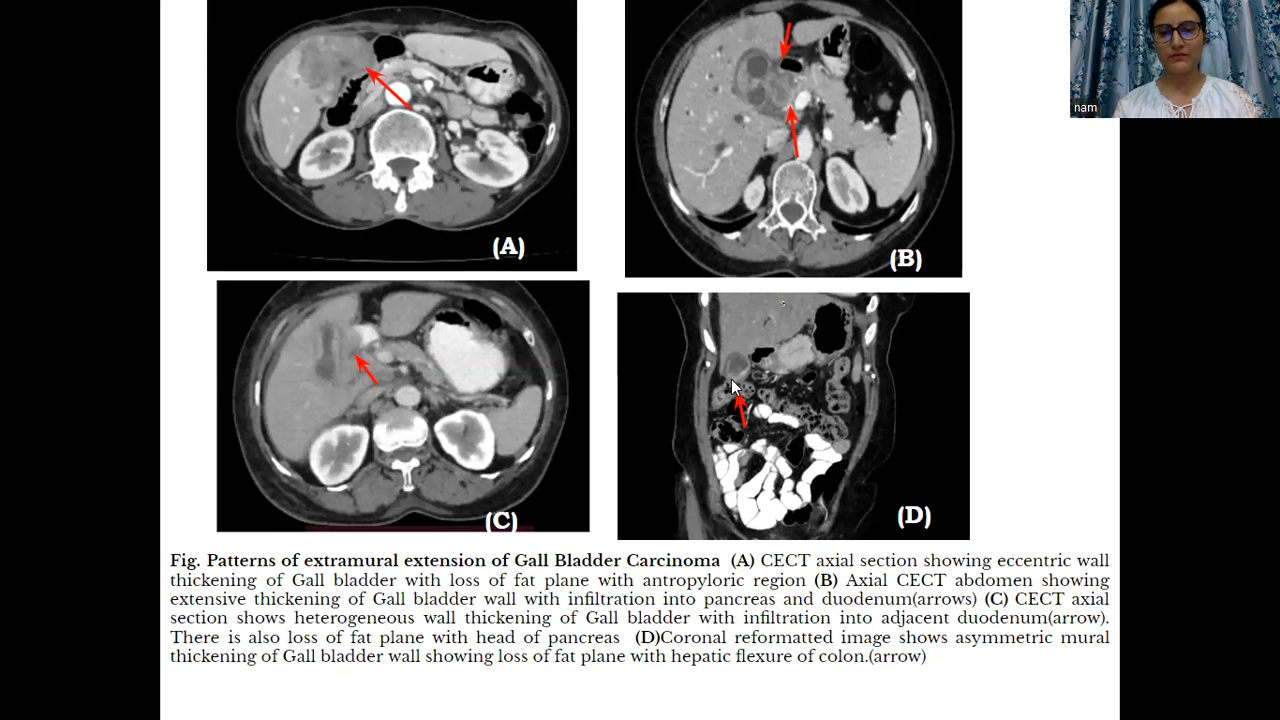 nam
(A)
(B)
(C)
(D)
Fig. Patterns of extramural extension of Gall Bladder Carcinoma (A) CECT axial section showing eccentric wall
thickening of Gall bladder with loss of fat plane with antropyloric region (B) Axial CECT abdomen showing
extensive thickening of Gall bladder wall with infiltration into pancreas and duodenum(arrows) (C) CECT axial
section shows heterogeneous wall thickening of Gall bladder with infiltration into adjacent duodenum(arrow).
There is also loss of fat plane with head of pancreas (D)Coronal reformatted image shows asymmetric mural
thickening of Gall bladder wall showing loss of fat plane with hepatic flexure of colon.(arrow)